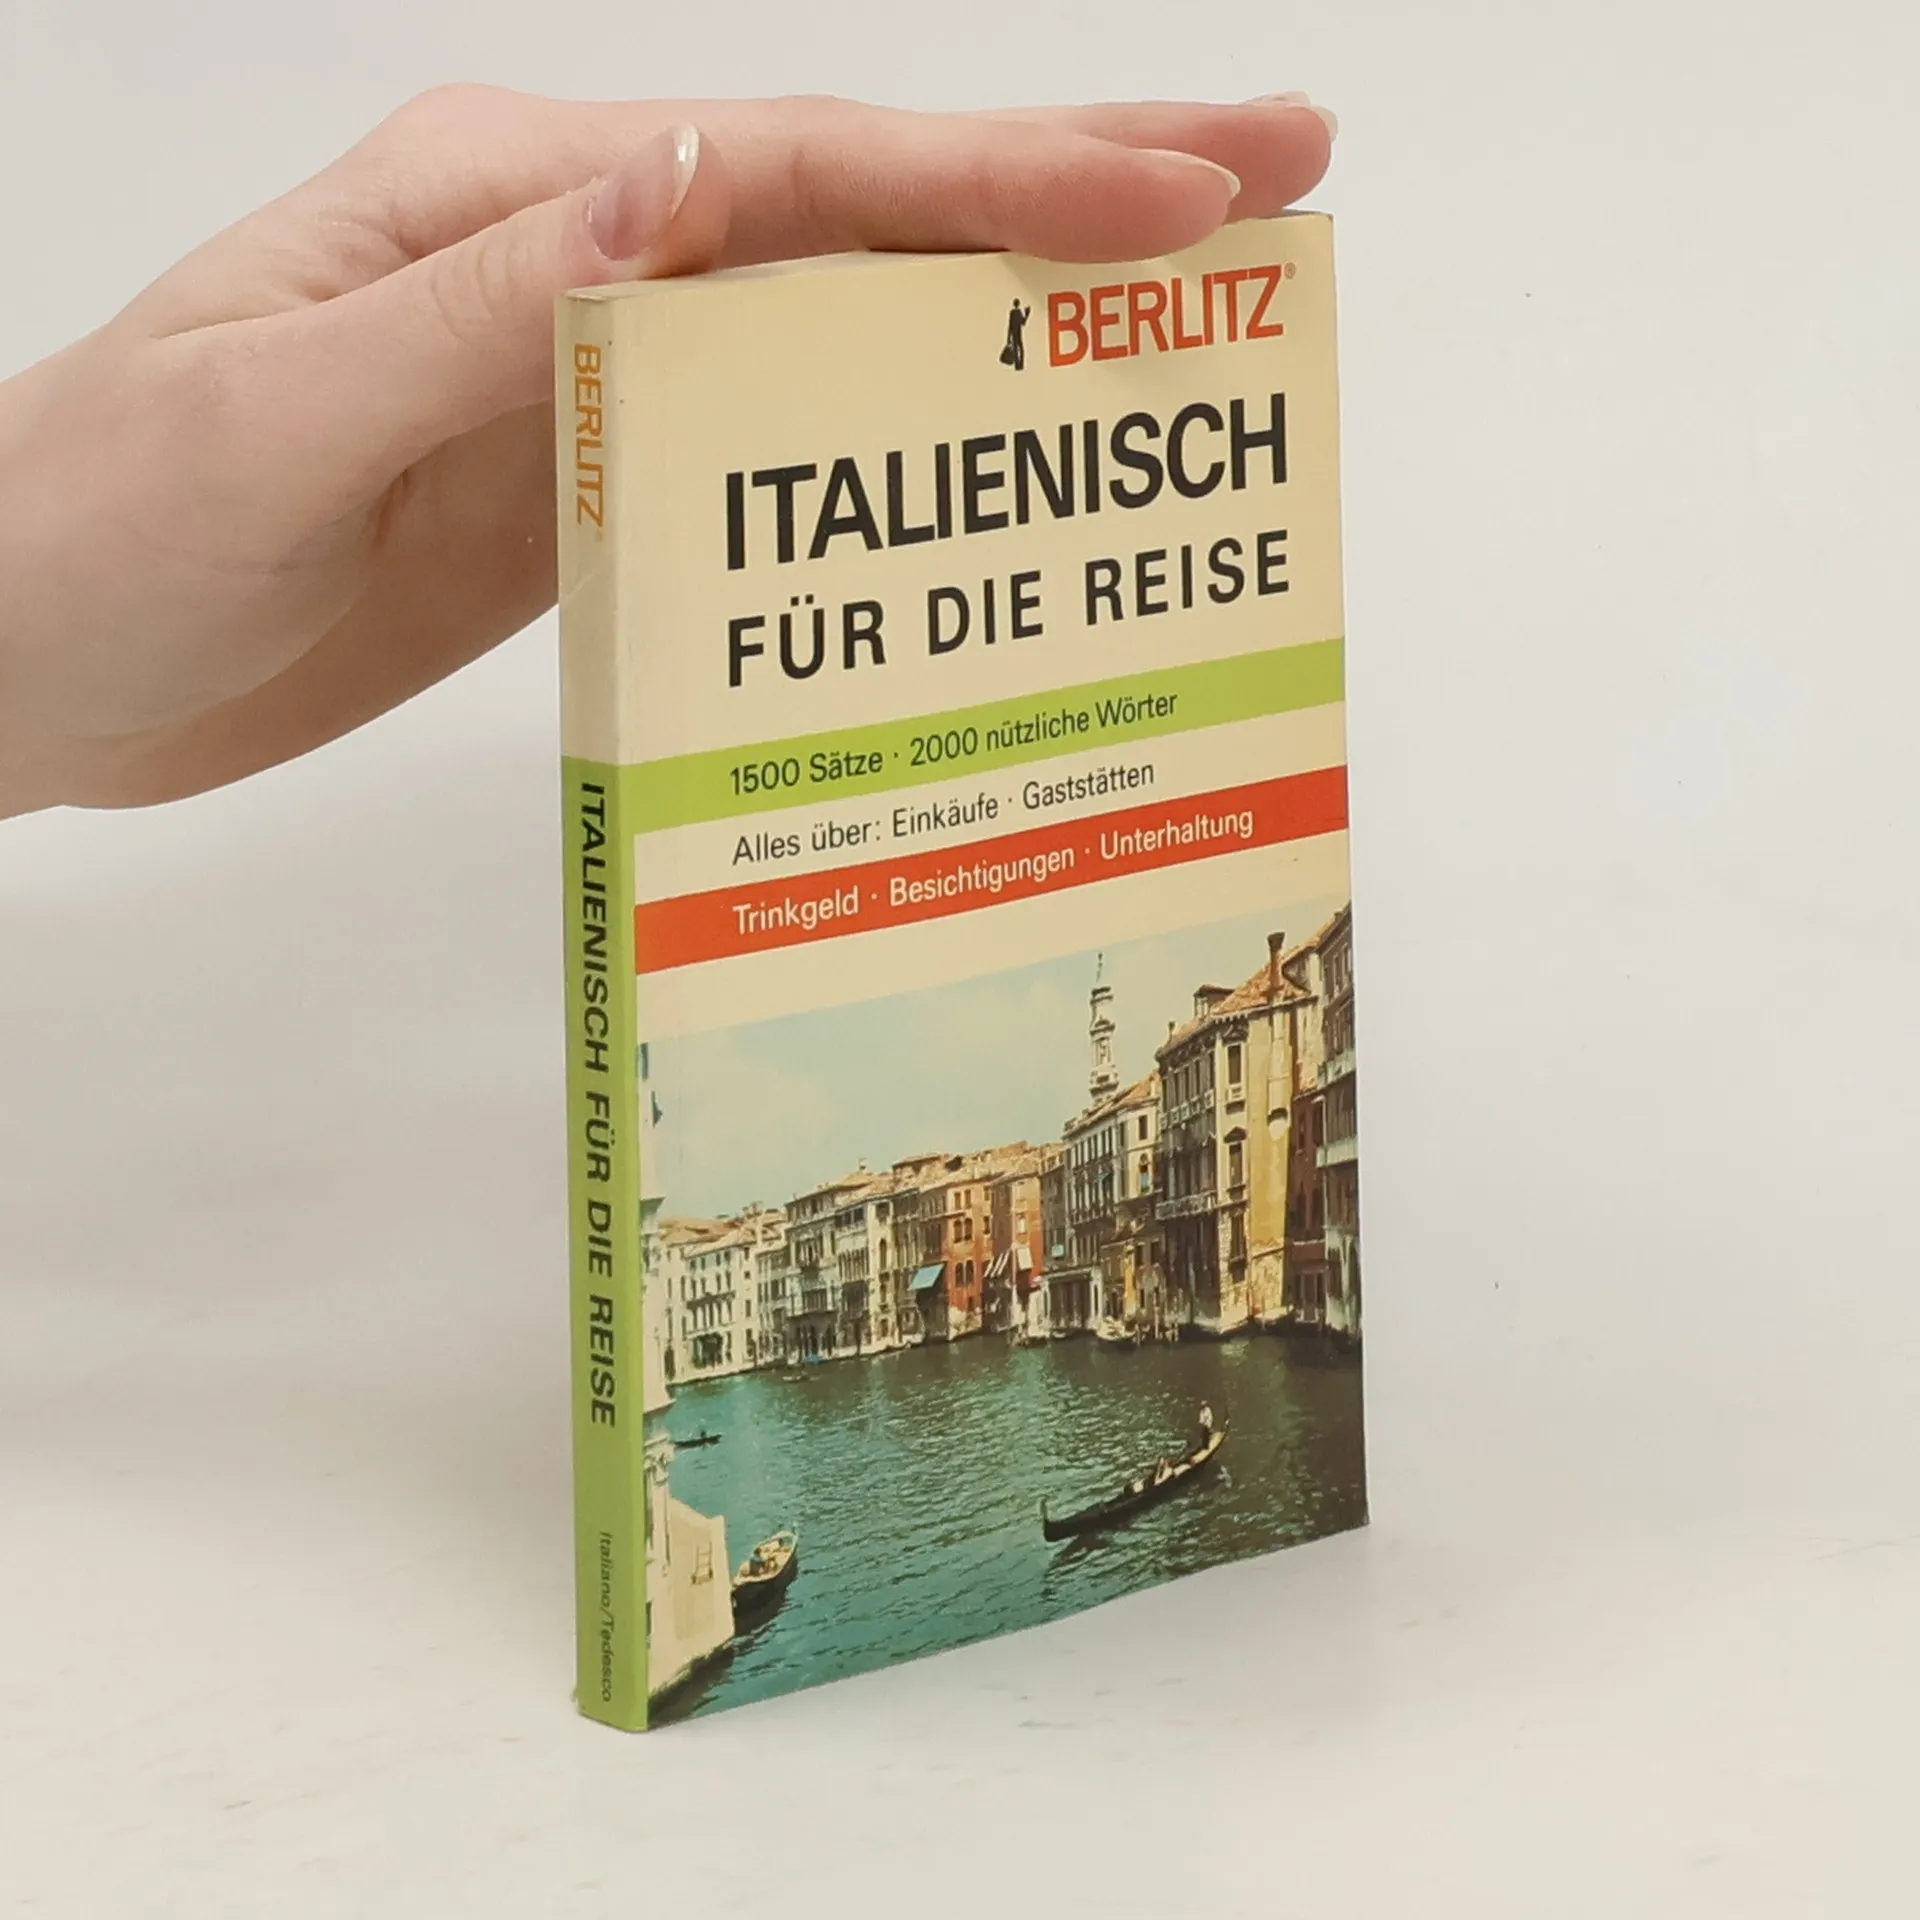 BERLITZ®
ITALIENISCH
FÜR DIE REISE
1500 Sätze · 2000 nützliche Wörter
Alles über: Einkäufe · Gaststätten
Trinkgeld · Besichtigungen · Unterhaltung
BERLITZ®
ITALIENISCH FÜR DIE REISE
Italiano/Tedesco